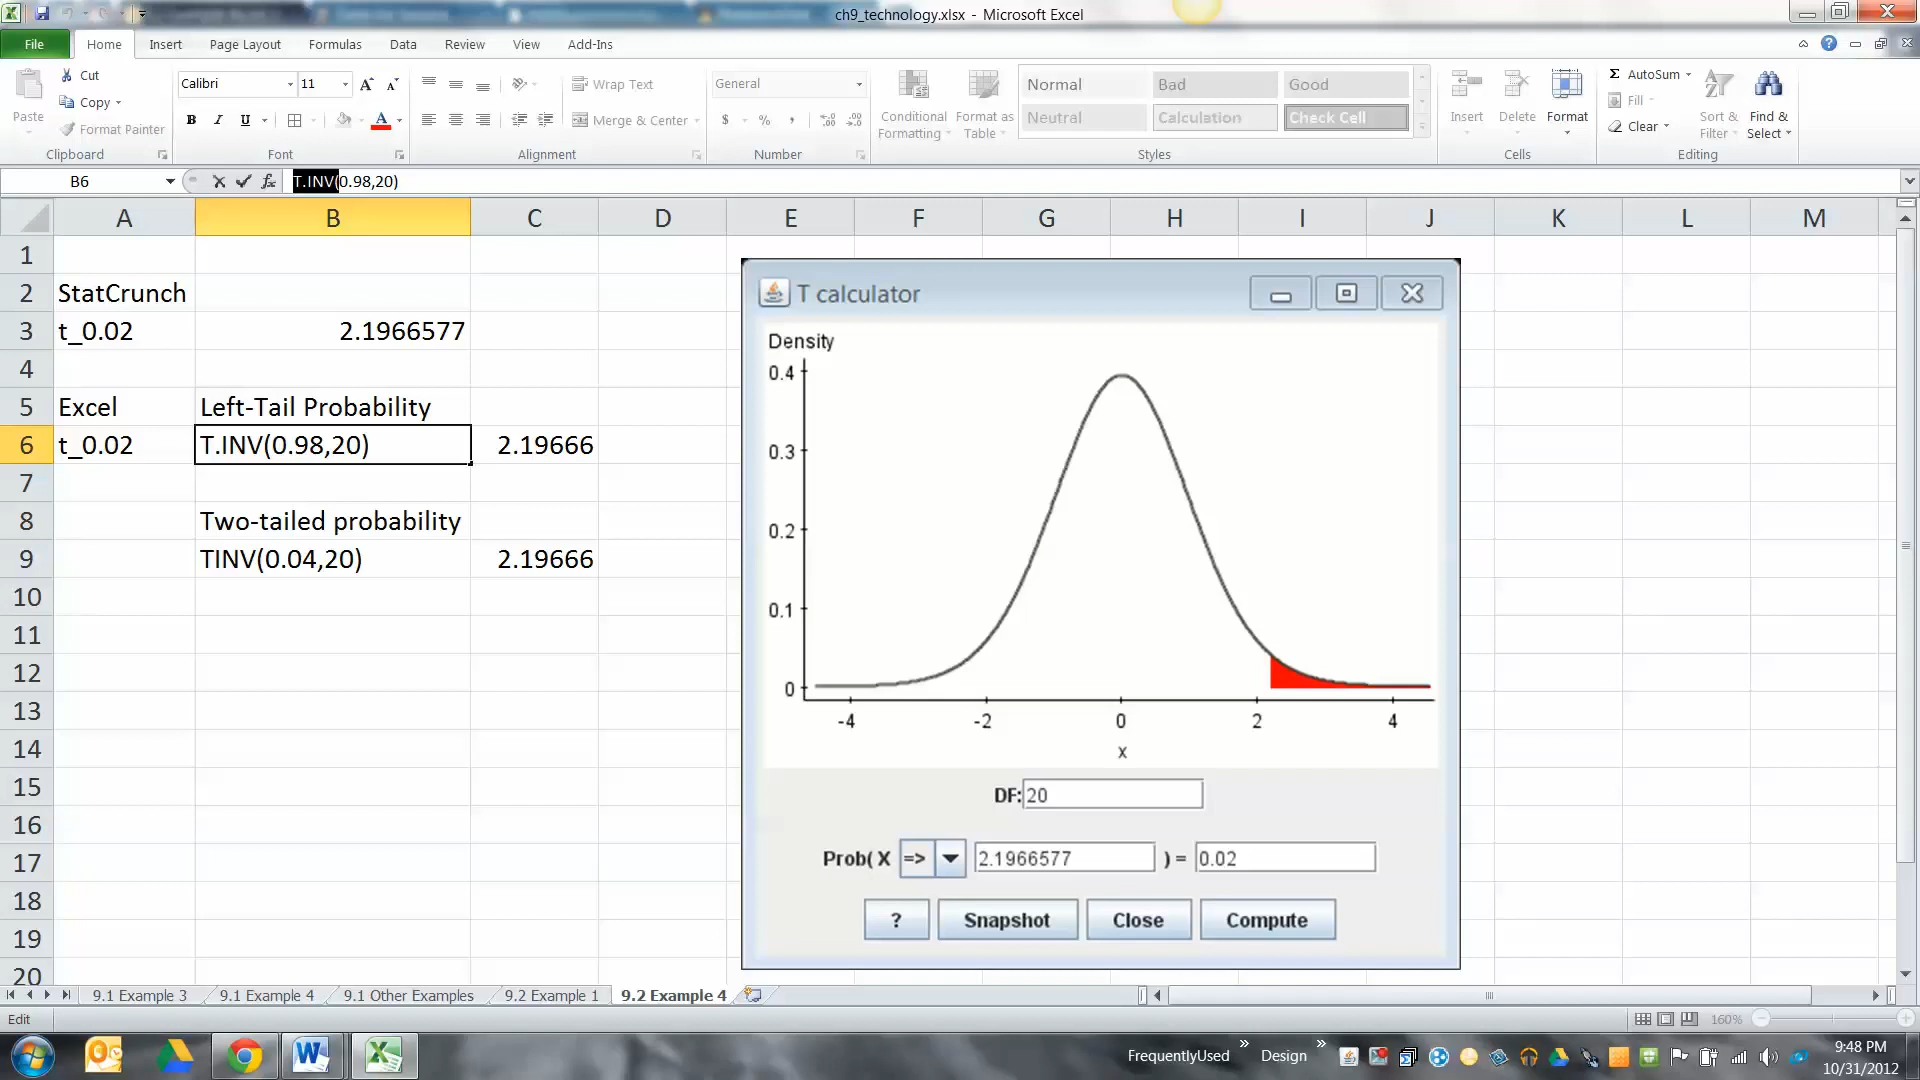 ch9_technology.xlsx - Microsoft Excel
File Home Insert Page Layout Formulas Data Review View Add-Ins
Paste
Cut
Copy
Format Painter
Clipboard
Calibri 11 A A
B I U A
Font
Wrap Text
Merge & Center
Alignment
General
$ % ,
Number
Conditional Formatting
Format as Table
Normal Bad Good
Neutral Calculation Check Cell
Styles
Insert Delete Format
Cells
Σ AutoSum
Fill
Clear
Sort & Filter
Find & Select
Editing
B6 fx T.INV(0.98,20)
A B C D E F G H I J K L M
1
2 StatCrunch
3 t_0.02 2.1966577
4
5 Excel Left-Tail Probability
6 t_0.02 T.INV(0.98,20) 2.19666
7
8 Two-tailed probability
9 TINV(0.04,20) 2.19666
10
11
12
13
14
15
16
17
18
19
20
T calculator
Density
0.4
0.3
0.2
0.1
0
-4 -2 0 2 4
x
DF: 20
Prob( X => 2.1966577 ) = 0.02
? Snapshot Close Compute
9.1 Example 3 9.1 Example 4 9.1 Other Examples 9.2 Example 1 9.2 Example 4
Edit 160%
FrequentlyUsed » Design »
9:48 PM
10/31/2012